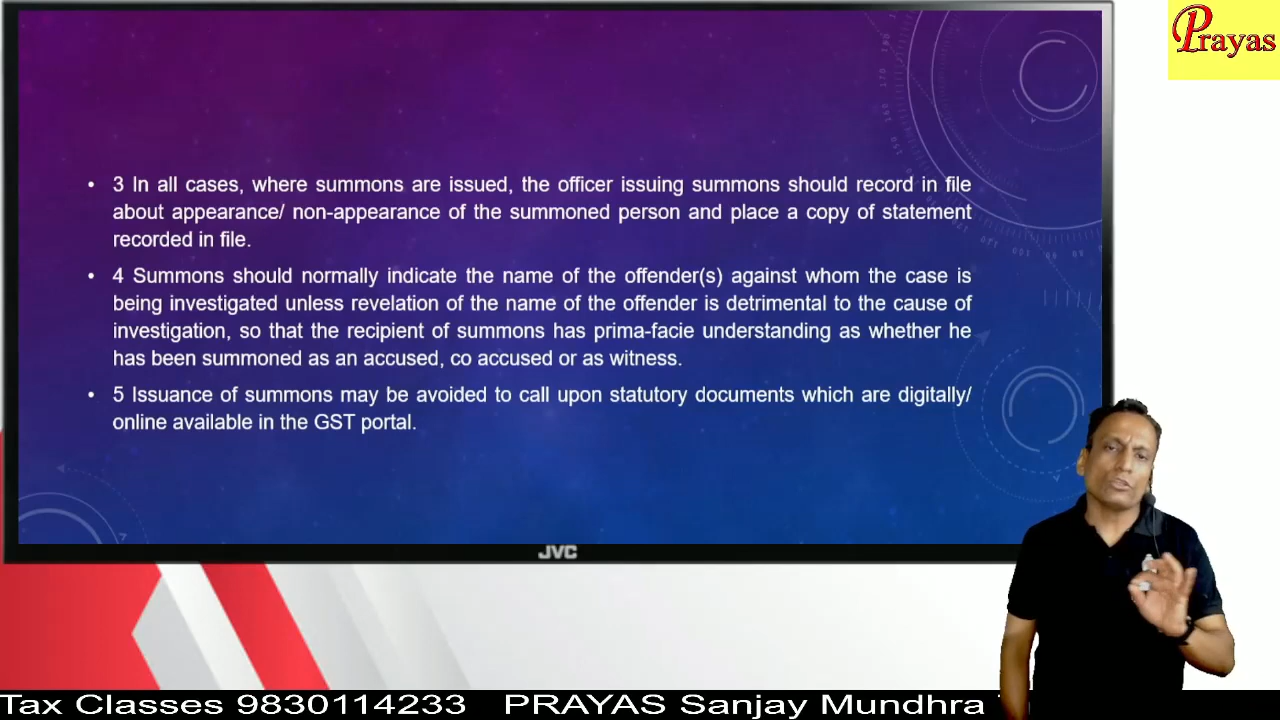 Prayas
• 3 In all cases, where summons are issued, the officer issuing summons should record in file
about appearance/ non-appearance of the summoned person and place a copy of statement
recorded in file.
• 4 Summons should normally indicate the name of the offender(s) against whom the case is
being investigated unless revelation of the name of the offender is detrimental to the cause of
investigation, so that the recipient of summons has prima-facie understanding as whether he
has been summoned as an accused, co accused or as witness.
• 5 Issuance of summons may be avoided to call upon statutory documents which are digitally/
online available in the GST portal.
JVC
Tax Classes 9830114233 PRAYAS Sanjay Mundhra